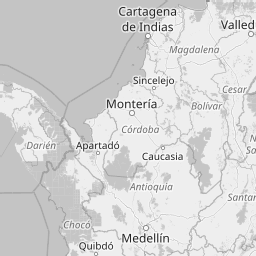 Cartagena
de Indias
Valled
Magdalena
Sincelejo
Cesar
Montería
Bolívar
Córdoba
Darién
Apartadó
Caucasia
Antioquia
Santan
Chocó
Medellín
Quibdó